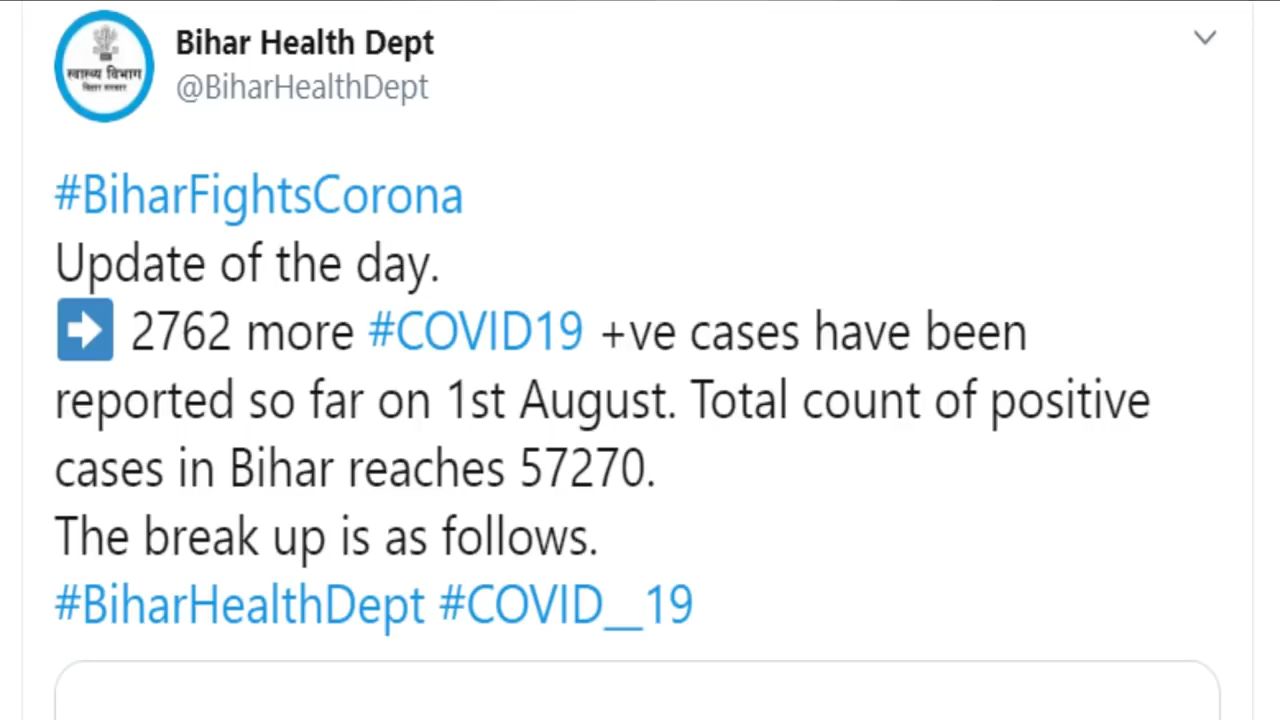 स्वास्थ्य विभाग
बिहार सरकार
Bihar Health Dept
@BiharHealthDept
#BiharFightsCorona
Update of the day.
➡ 2762 more #COVID19 +ve cases have been
reported so far on 1st August. Total count of positive
cases in Bihar reaches 57270.
The break up is as follows.
#BiharHealthDept #COVID__19